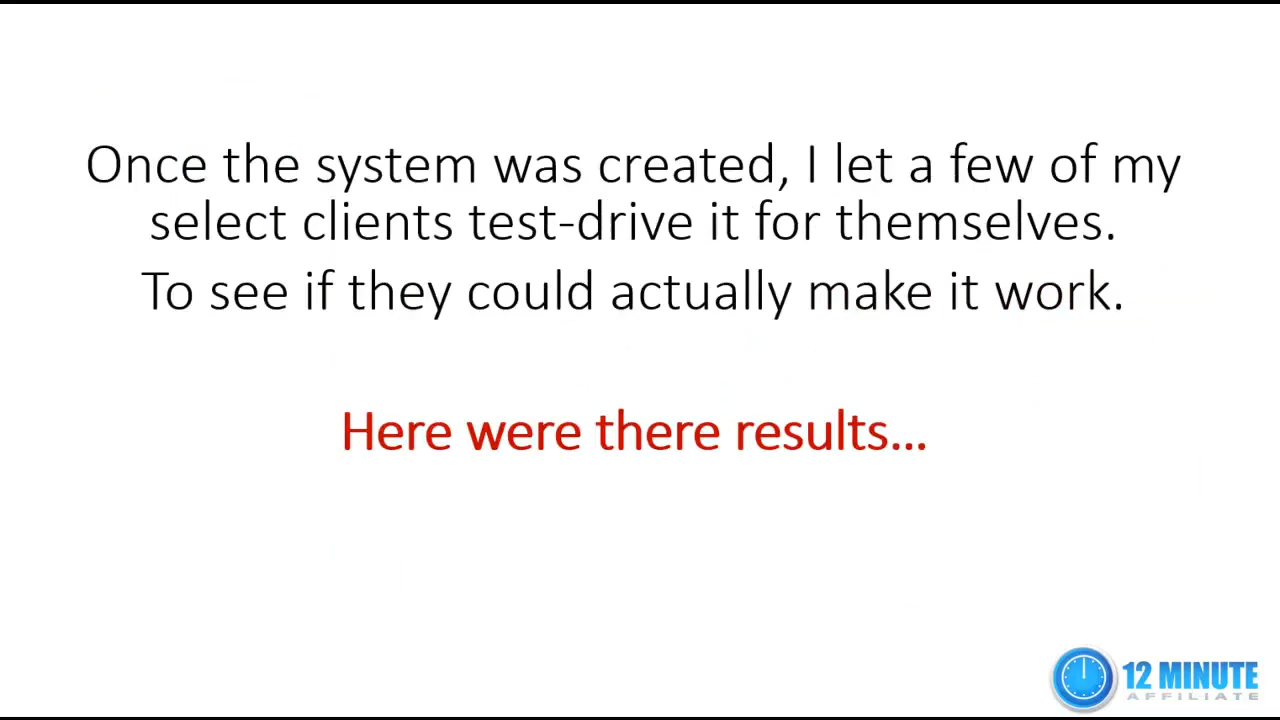 Once the system was created, I let a few of my
select clients test-drive it for themselves.
To see if they could actually make it work.
Here were there results...
12 MINUTE
AFFILIATE